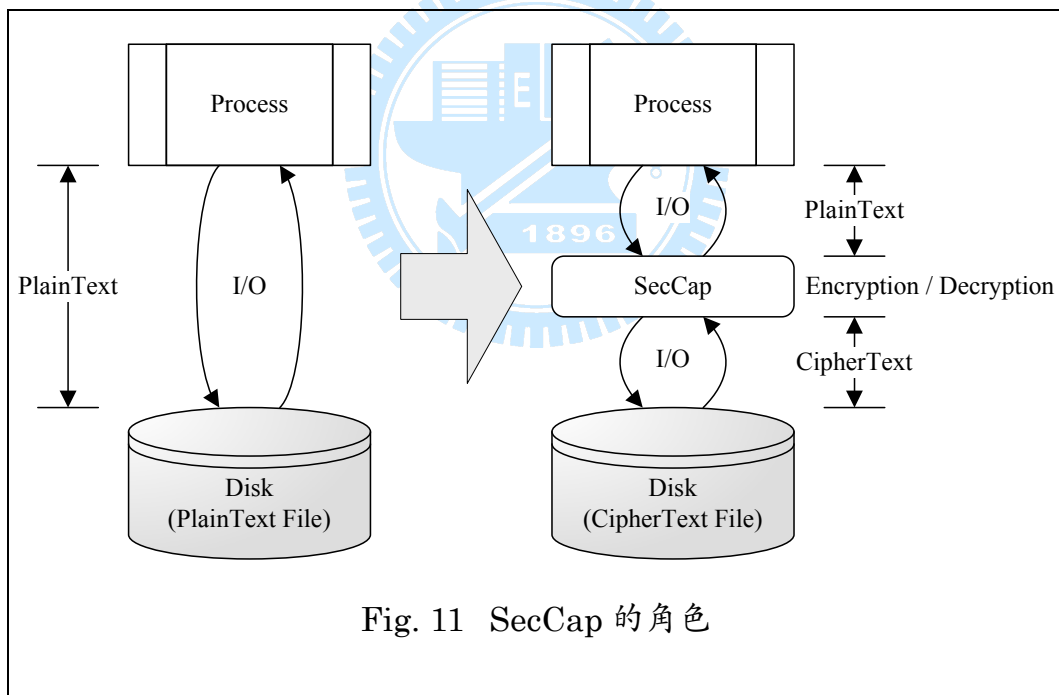 Process
PlainText
I/O
Disk
(PlainText File)
E
1896
Process
I/O
PlainText
SecCap
Encryption / Decryption
I/O
CipherText
Disk
(CipherText File)
Fig. 11 SecCap 的角色